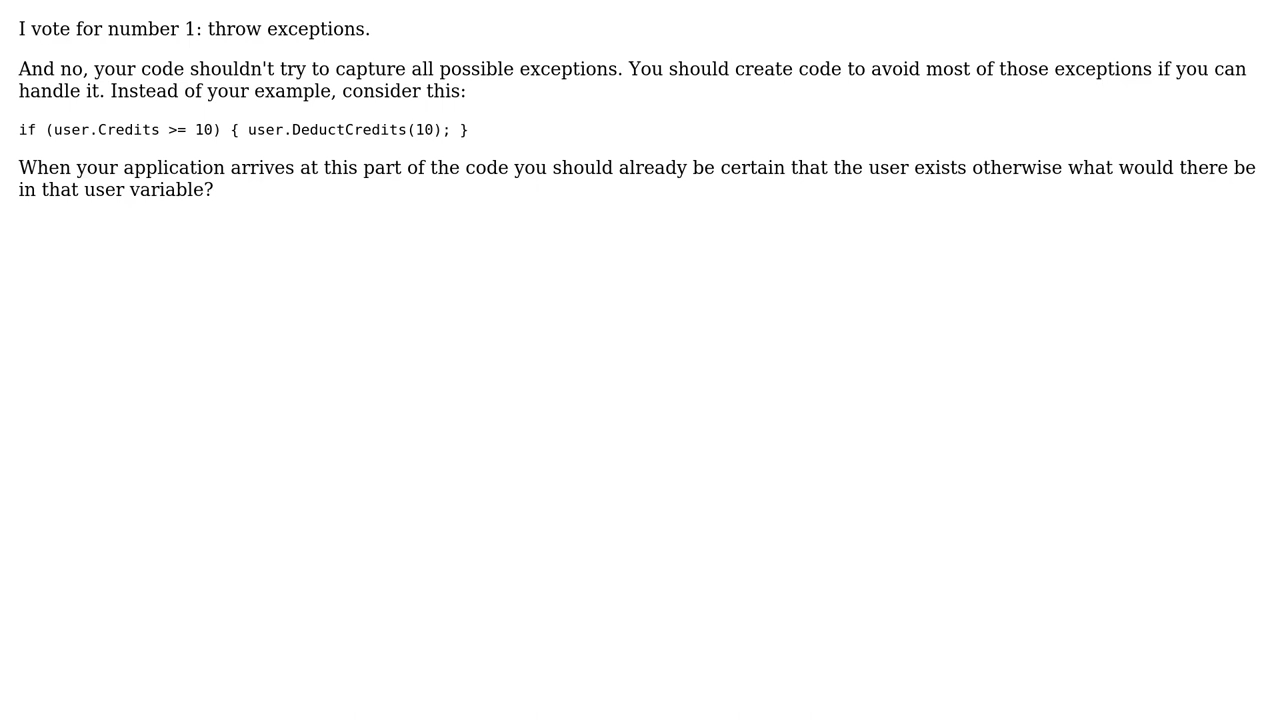 I vote for number 1: throw exceptions.
And no, your code shouldn't try to capture all possible exceptions. You should create code to avoid most of those exceptions if you can
handle it. Instead of your example, consider this:
if (user.Credits >= 10) { user.DeductCredits(10); }
When your application arrives at this part of the code you should already be certain that the user exists otherwise what would there be
in that user variable?